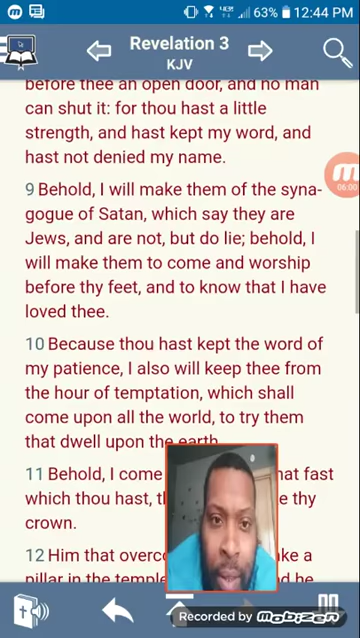 63% 12:44 PM
Revelation 3
KJV
before thee an open door, and no man
can shut it: for thou hast a little
strength, and hast kept my word, and
hast not denied my name.
9 Behold, I will make them of the syna-
gogue of Satan, which say they are
Jews, and are not, but do lie; behold, I
will make them to come and worship
before thy feet, and to know that I have
loved thee.
10 Because thou hast kept the word of
my patience, I also will keep thee from
the hour of temptation, which shall
come upon all the world, to try them
that dwell upon the earth.
11 Behold, I come hat fast
which thou hast, th e thy
crown.
12 Him that overco ake a
pillar in the temple nd he
06:00
Recorded by MOBIZEN